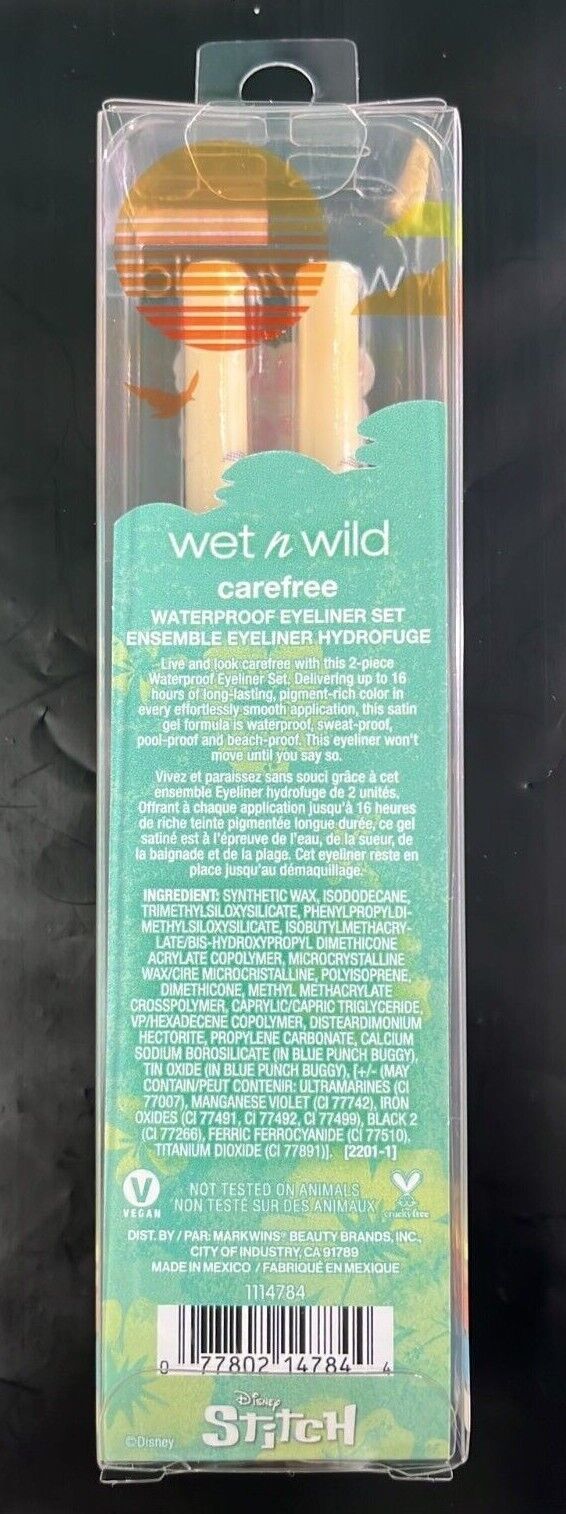 wet n wild
carefree
WATERPROOF EYELINER SET
ENSEMBLE EYELINER HYDROFUGE
Live and look carefree with this 2-piece
Waterproof Eyeliner Set. Delivering up to 16
hours of long-lasting, pigment-rich color in
every effortlessly smooth application, this satin
gel formula is waterproof, sweat-proof,
pool-proof and beach-proof. This eyeliner won't
move until you say so.
Vivez et paraissez sans souci grâce à cet
ensemble Eyeliner hydrofuge de 2 unités.
Offrant à chaque application jusqu'à 16 heures
de riche teinte pigmentée longue durée, ce gel
satiné est à l'épreuve de l'eau, de la sueur, de
la baignade et de la plage. Cet eyeliner reste en
place jusqu'au démaquillage.
INGREDIENT: SYNTHETIC WAX, ISODODECANE,
TRIMETHYLSILOXYSILICATE, PHENYLPROPYLDI-
METHYLSILOXYSILICATE, ISOBUTYLMETHACRY-
LATE/BIS-HYDROXYPROPYL DIMETHICONE
ACRYLATE COPOLYMER, MICROCRYSTALLINE
WAX/CIRE MICROCRISTALLINE, POLYISOPRENE,
DIMETHICONE, METHYL METHACRYLATE
CROSSPOLYMER, CAPRYLIC/CAPRIC TRIGLYCERIDE,
VP/HEXADECENE COPOLYMER, DISTEARDIMONIUM
HECTORITE, PROPYLENE CARBONATE, CALCIUM
SODIUM BOROSILICATE (IN BLUE PUNCH BUGGY),
TIN OXIDE (IN BLUE PUNCH BUGGY), [+/- (MAY
CONTAIN/PEUT CONTENIR: ULTRAMARINES (CI
77007), MANGANESE VIOLET (CI 77742), IRON
OXIDES (CI 77491, CI 77492, CI 77499), BLACK 2
(CI 77266), FERRIC FERROCYANIDE (CI 77510),
TITANIUM DIOXIDE (CI 77891)]. [2201-1]
V
VEGAN
NOT TESTED ON ANIMALS
NON TESTÉ SUR DES ANIMAUX
crueltyfree
DIST. BY / PAR: MARKWINS® BEAUTY BRANDS, INC.,
CITY OF INDUSTRY, CA 91789
MADE IN MEXICO / FABRIQUÉ EN MEXIQUE
1114784
0 77802 14784 4
©Disney
Disney
STITCH